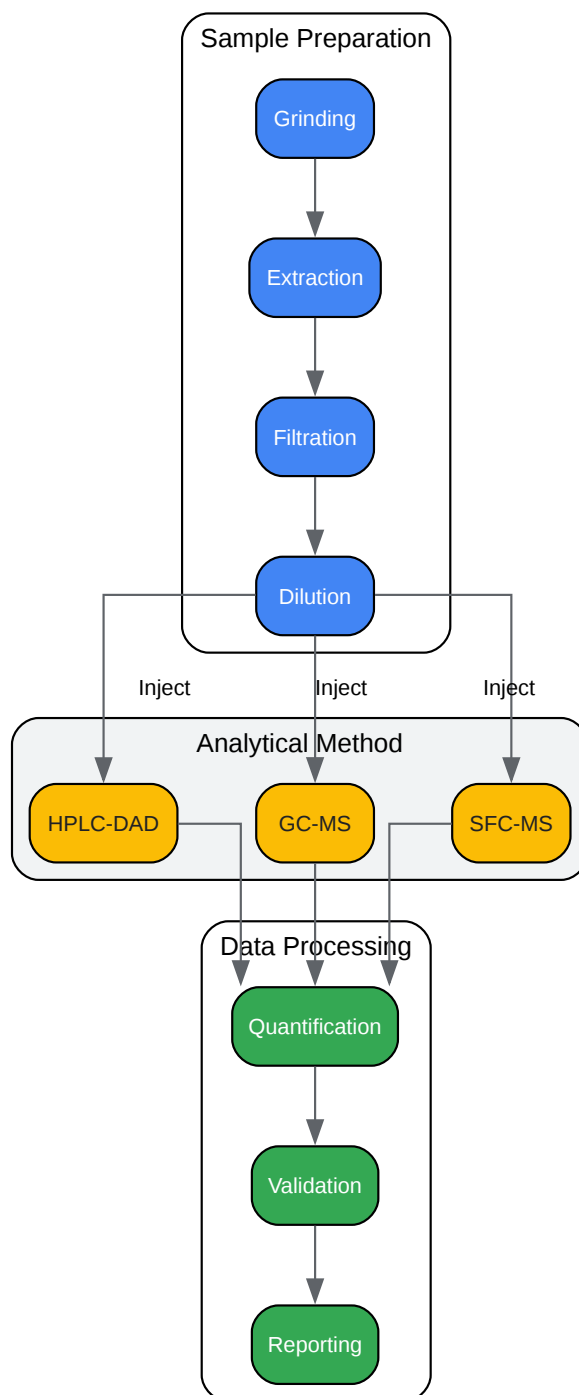 Sample Preparation
Grinding
Extraction
Filtration
Dilution
Inject
Inject
Inject
Analytical Method
HPLC-DAD
GC-MS
SFC-MS
Data Processing
Quantification
Validation
Reporting